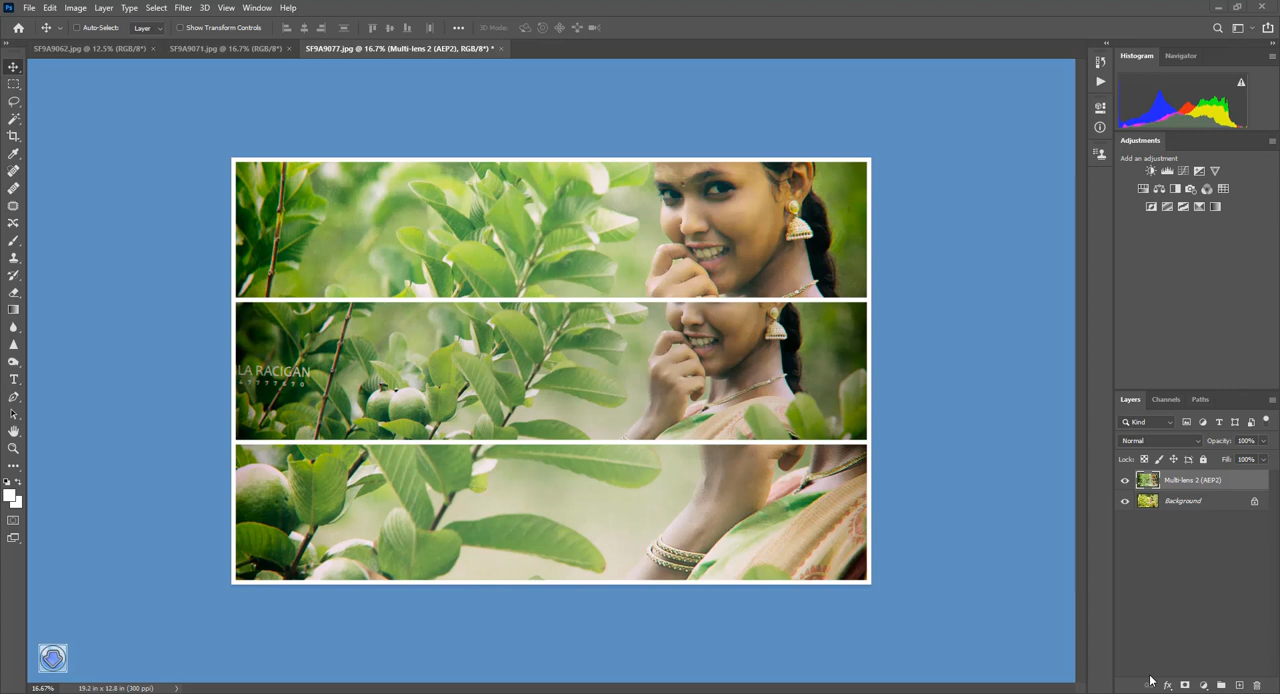 Ps File Edit Image Layer Type Select Filter 3D View Window Help
Auto-Select: Layer Show Transform Controls 3D Mode:
SF9A9062.jpg @ 12.5% (RGB/8*) × SF9A9071.jpg @ 16.7% (RGB/8*) × SF9A9077.jpg @ 16.7% (Multi-lens 2 (AEP2), RGB/8*) * ×
Histogram Navigator
Adjustments
Add an adjustment
LA RACIGAN
47777670
Layers Channels Paths
Kind
Normal Opacity: 100%
Lock: Fill: 100%
Multi-lens 2 (AEP2)
Background
fx
16.67% 19.2 in x 12.8 in (300 ppi)